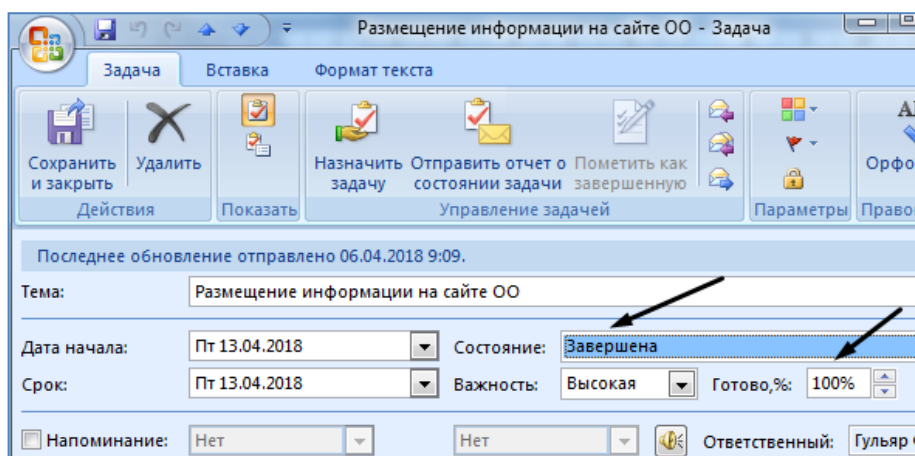 Размещение информации на сайте ОО - Задача
Задача Вставка Формат текста
Сохранить и закрыть
Удалить
Назначить задачу
Отправить отчет о состоянии задачи
Пометить как завершенную
Действия Показать Управление задачей Параметры
Последнее обновление отправлено 06.04.2018 9:09.
Тема: Размещение информации на сайте ОО
Дата начала: Пт 13.04.2018 Состояние: Завершена
Срок: Пт 13.04.2018 Важность: Высокая Готово,%: 100%
Напоминание: Нет Нет Ответственный: Гульяр